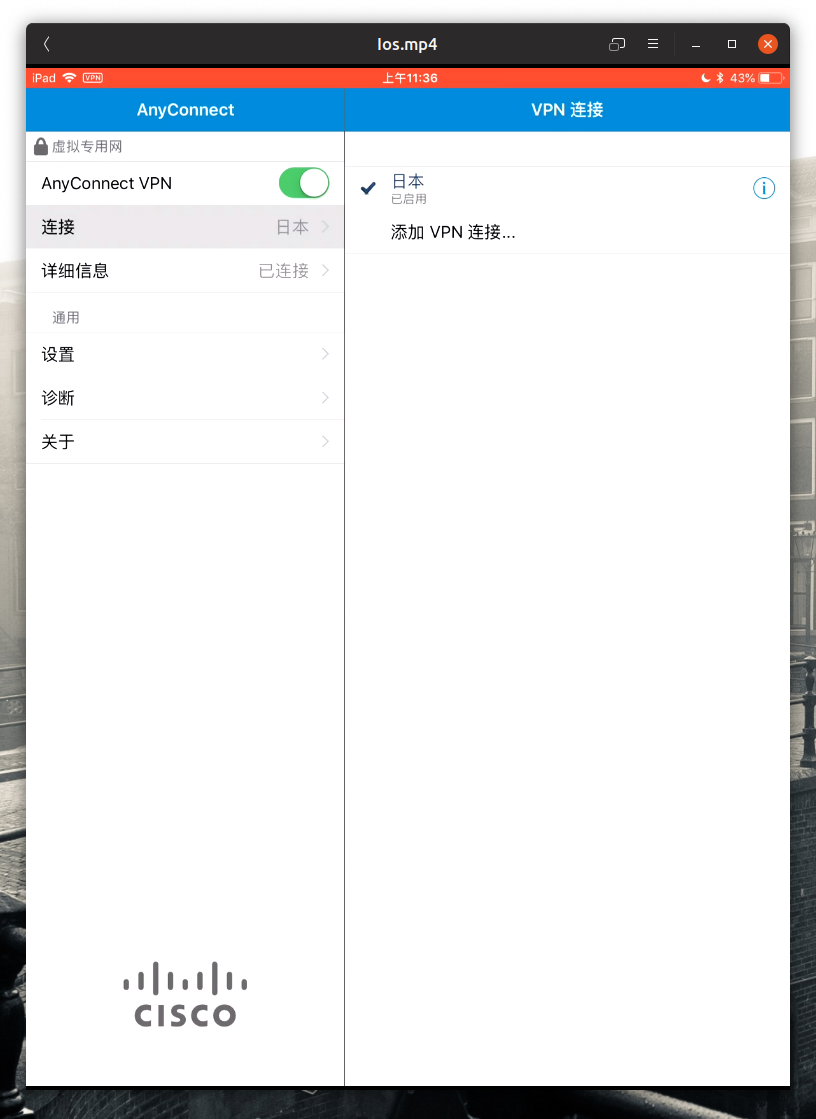 Ios.mp4
iPad VPN 上午11:36 43%
AnyConnect
虚拟专用网
AnyConnect VPN
连接 日本
详细信息 已连接
通用
设置
诊断
关于
CISCO
VPN 连接
日本
已启用
添加 VPN 连接...